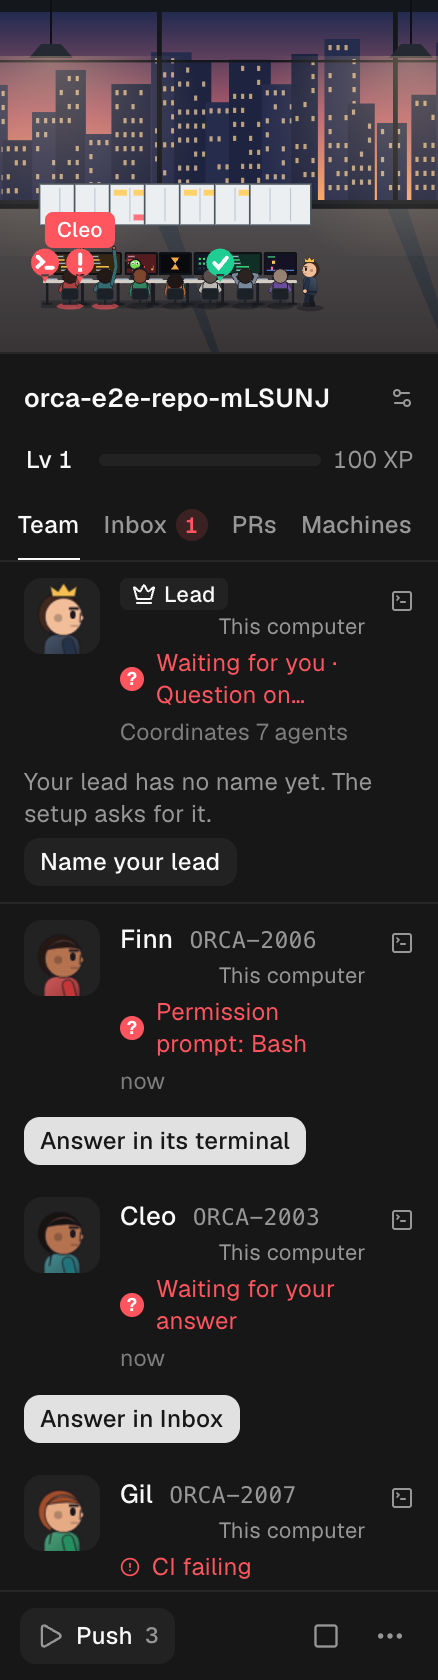 Cleo
orca-e2e-repo-mLSUNJ
Lv 1 100 XP
Team Inbox 1 PRs Machines
Lead
This computer
Waiting for you ·
Question on...
Coordinates 7 agents
Your lead has no name yet. The
setup asks for it.
Name your lead
Finn ORCA-2006
This computer
Permission
prompt: Bash
now
Answer in its terminal
Cleo ORCA-2003
This computer
Waiting for your
answer
now
Answer in Inbox
Gil ORCA-2007
This computer
CI failing
Push 3